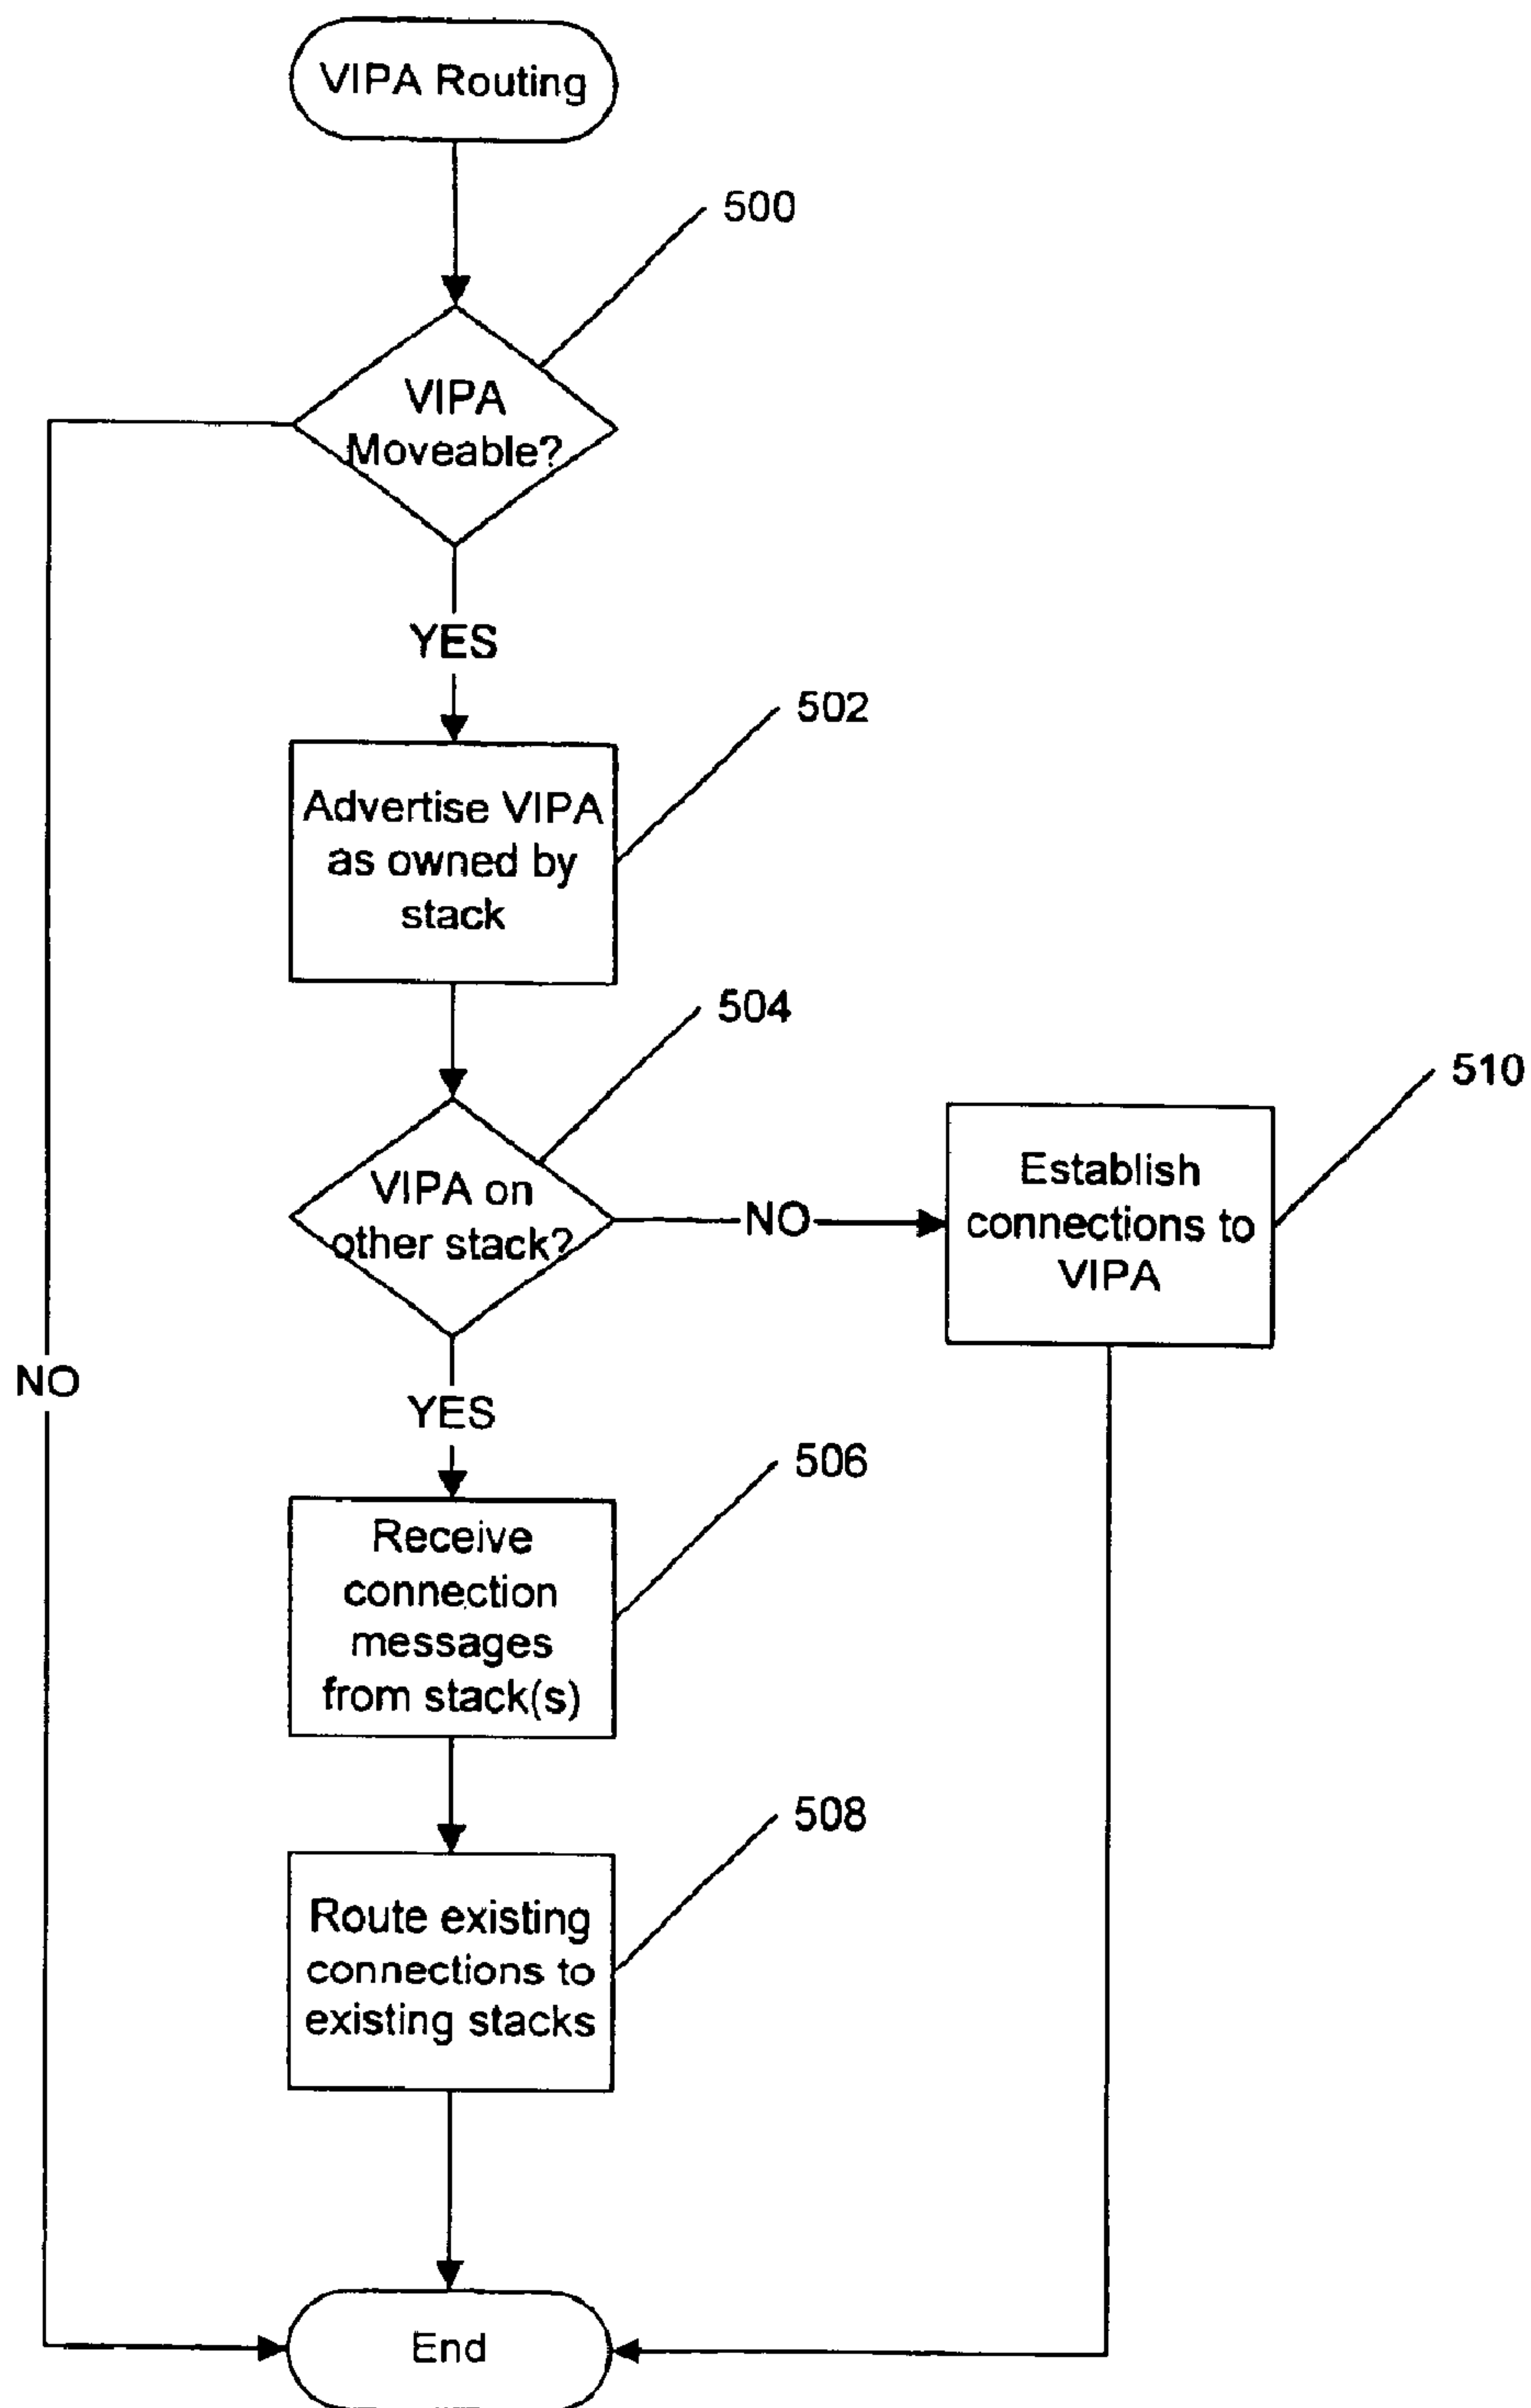 VIPA Routing
500
VIPA
Moveable?
YES
502
Advertise VIPA
as owned by
stack
504
VIPA on
other stack?
NO
510
Establish
connections to
VIPA
NO
YES
506
Receive
connection
messages
from stack(s)
508
Route existing
connections to
existing stacks
End